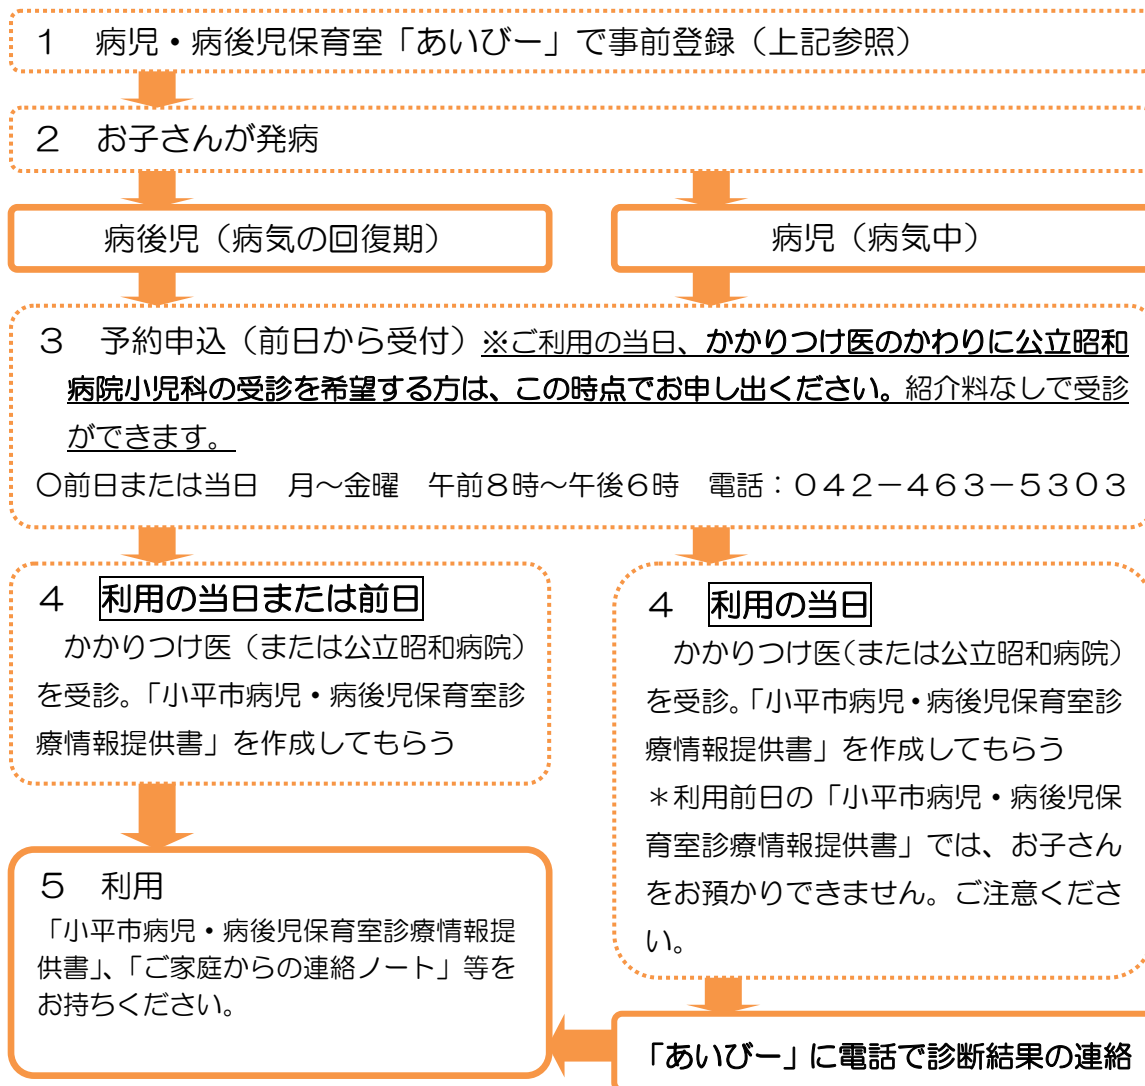 １　病児・病後児保育室「あいびー」で事前登録（上記参照）
２　お子さんが発病
病後児（病気の回復期）
病児（病気中）
３　予約申込（前日から受付）※ご利用の当日、かかりつけ医のかわりに公立昭和
病院小児科の受診を希望する方は、この時点でお申し出ください。紹介料なしで受診
ができます。
○前日または当日　月～金曜　午前８時～午後６時　電話：０４２－４６３－５３０３
４　利用の当日または前日
かかりつけ医（または公立昭和病院）
を受診。「小平市病児・病後児保育室診
療情報提供書」を作成してもらう
４　利用の当日
かかりつけ医（または公立昭和病院）
を受診。「小平市病児・病後児保育室診
療情報提供書」を作成してもらう
＊利用前日の「小平市病児・病後児保
育室診療情報提供書」では、お子さん
をお預かりできません。ご注意くださ
い。
５　利用
「小平市病児・病後児保育室診療情報提
供書」、「ご家庭からの連絡ノート」等を
お持ちください。
「あいびー」に電話で診断結果の連絡